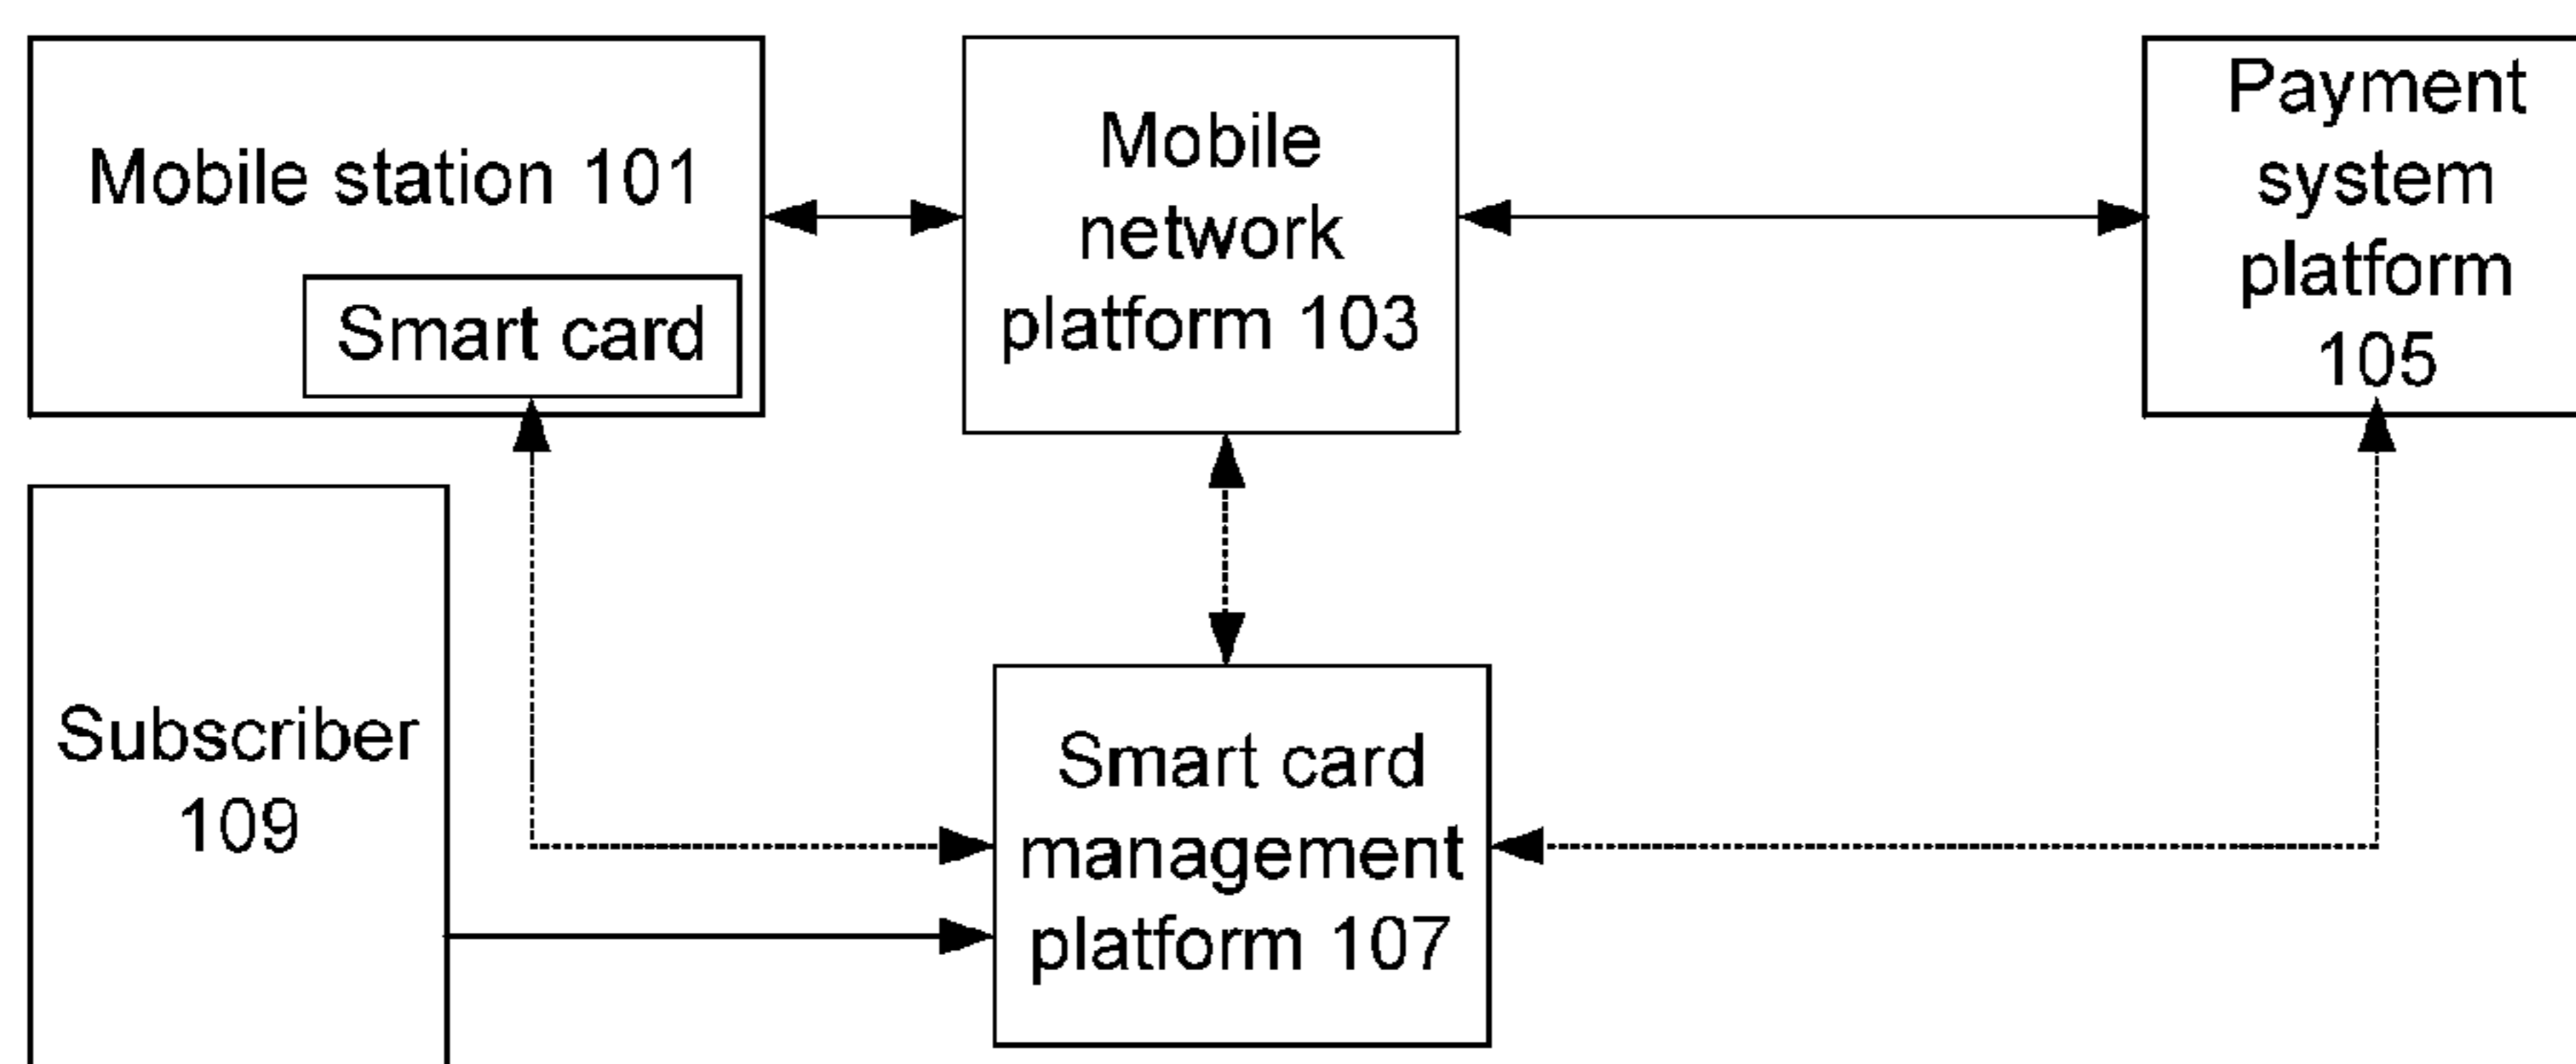 Mobile station 101
Smart card
Mobile
network
platform 103
Payment
system
platform
105
Subscriber
109
Smart card
management
platform 107